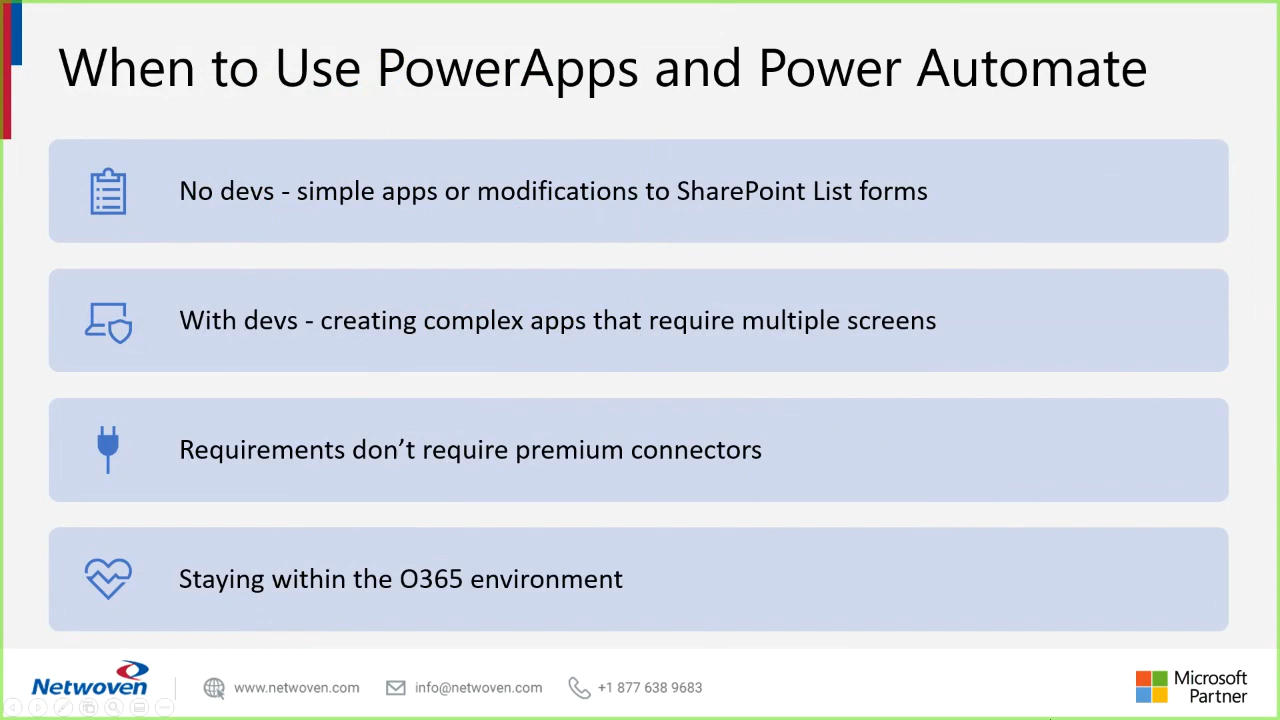 When to Use PowerApps and Power Automate
No devs - simple apps or modifications to SharePoint List forms
With devs - creating complex apps that require multiple screens
Requirements don’t require premium connectors
Staying within the O365 environment
Netwoven
www.netwoven.com
info@netwoven.com
+1 877 638 9683
Microsoft
Partner